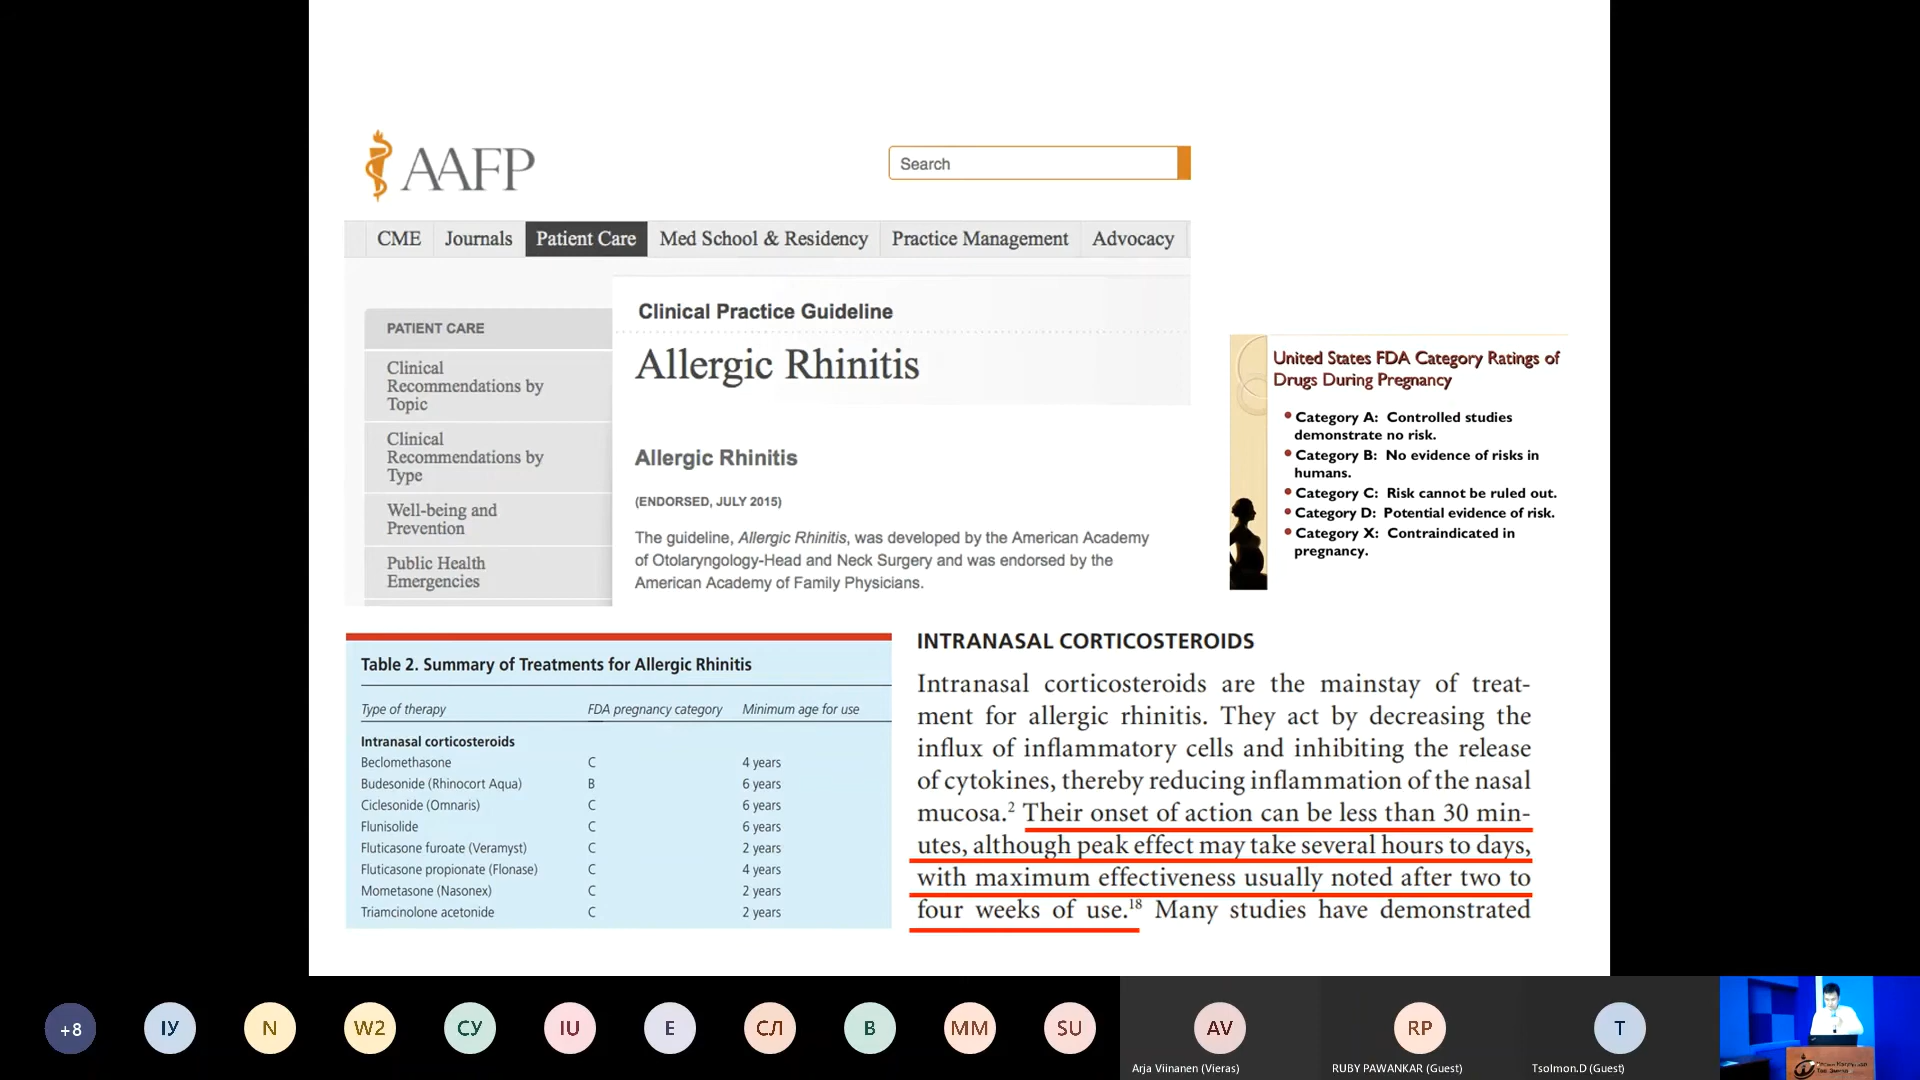 AAFP
Search
CME Journals Patient Care Med School & Residency Practice Management Advocacy
PATIENT CARE
Clinical
Recommendations by
Topic
Clinical
Recommendations by
Type
Well-being and
Prevention
Public Health
Emergencies
Clinical Practice Guideline
Allergic Rhinitis
Allergic Rhinitis
(ENDORSED, JULY 2015)
The guideline, Allergic Rhinitis, was developed by the American Academy
of Otolaryngology-Head and Neck Surgery and was endorsed by the
American Academy of Family Physicians.
United States FDA Category Ratings of
Drugs During Pregnancy
• Category A: Controlled studies
demonstrate no risk.
• Category B: No evidence of risks in
humans.
• Category C: Risk cannot be ruled out.
• Category D: Potential evidence of risk.
• Category X: Contraindicated in
pregnancy.
Table 2. Summary of Treatments for Allergic Rhinitis
Type of therapy FDA pregnancy category Minimum age for use
Intranasal corticosteroids
Beclomethasone C 4 years
Budesonide (Rhinocort Aqua) B 6 years
Ciclesonide (Omnaris) C 6 years
Flunisolide C 6 years
Fluticasone furoate (Veramyst) C 2 years
Fluticasone propionate (Flonase) C 4 years
Mometasone (Nasonex) C 2 years
Triamcinolone acetonide C 2 years
INTRANASAL CORTICOSTEROIDS
Intranasal corticosteroids are the mainstay of treat-
ment for allergic rhinitis. They act by decreasing the
influx of inflammatory cells and inhibiting the release
of cytokines, thereby reducing inflammation of the nasal
mucosa.2 Their onset of action can be less than 30 min-
utes, although peak effect may take several hours to days,
with maximum effectiveness usually noted after two to
four weeks of use.18 Many studies have demonstrated
+8 ІУ N W2 СУ IU E СЛ B MM SU AV RP T
Arja Viinanen (Vieras) RUBY PAWANKAR (Guest) Tsolmon.D (Guest)